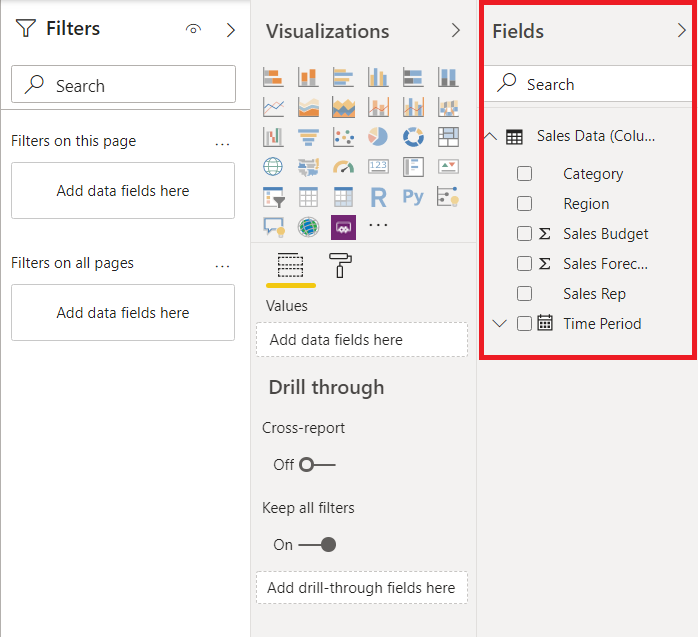 Filters
Search
Filters on this page
...
Add data fields here
Filters on all pages
...
Add data fields here
Visualizations
123
R
Py
...
Values
Add data fields here
Drill through
Cross-report
Off
Keep all filters
On
Add drill-through fields here
Fields
Search
Sales Data (Colu...
Category
Region
Σ Sales Budget
Σ Sales Forec...
Sales Rep
Time Period